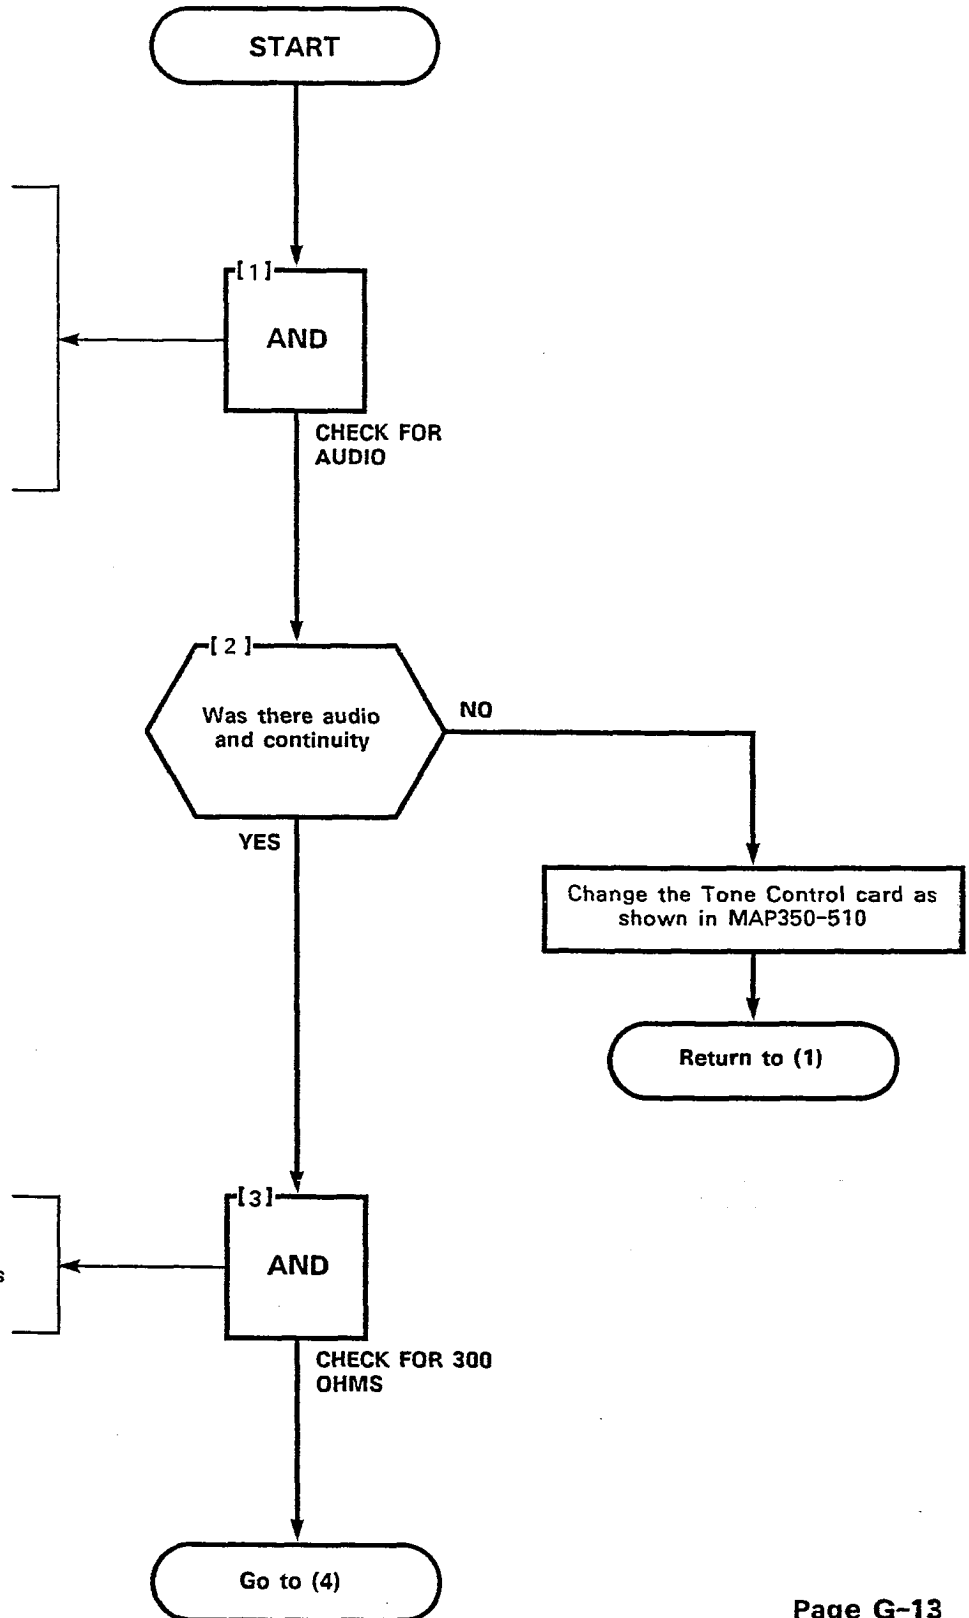 START
[1]
AND
CHECK FOR
AUDIO
[2]
Was there audio
and continuity
NO
YES
Change the Tone Control card as
shown in MAP350-510
Return to (1)
[3]
AND
s
CHECK FOR 300
OHMS
Go to (4)
Page G-13